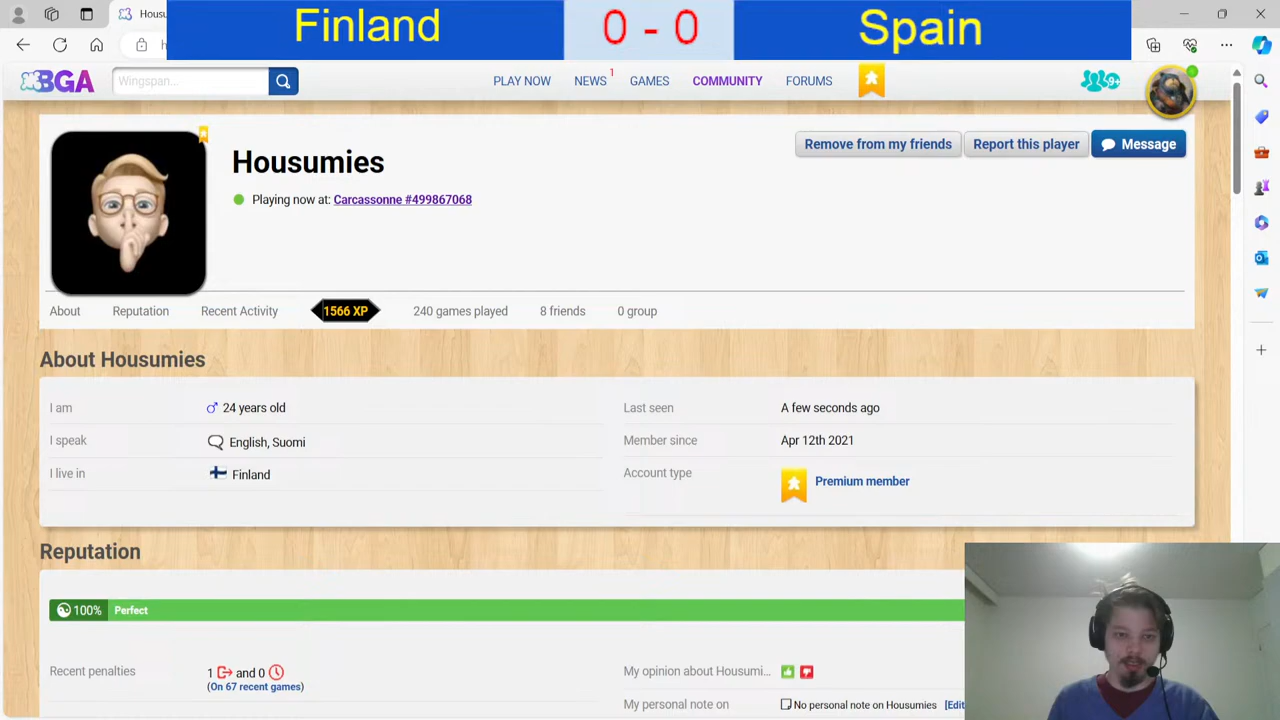 Finland 0 - 0 Spain
Housu
BGA Wingspan... PLAY NOW NEWS 1 GAMES COMMUNITY FORUMS 9+
Housumies
Remove from my friends Report this player Message
Playing now at: Carcassonne #499867068
About Reputation Recent Activity 1566 XP 240 games played 8 friends 0 group
About Housumies
I am 24 years old Last seen A few seconds ago
I speak English, Suomi Member since Apr 12th 2021
I live in Finland Account type Premium member
Reputation
100% Perfect
Recent penalties 1 and 0 My opinion about Housumi...
(On 67 recent games)
My personal note on No personal note on Housumies [Edit